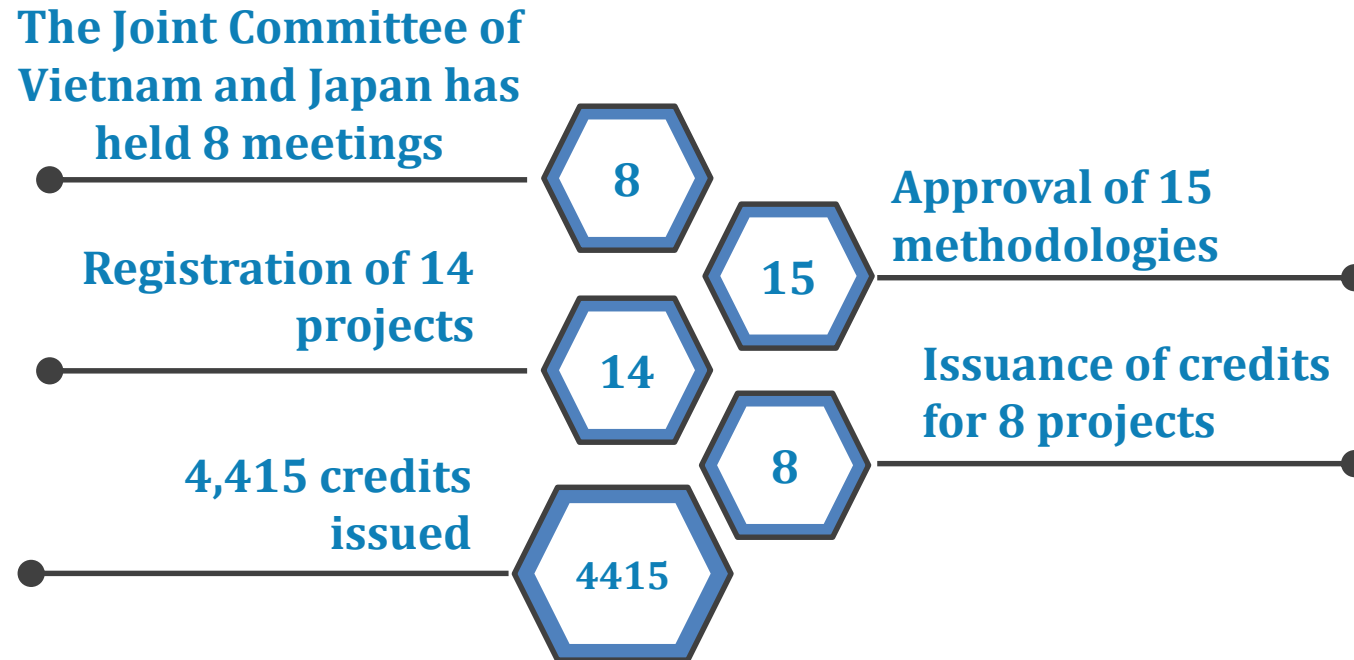 The Joint Committee of
Vietnam and Japan has
held 8 meetings
8
Approval of 15
methodologies
15
Registration of 14
projects
14
Issuance of credits
for 8 projects
8
4,415 credits
issued
4415